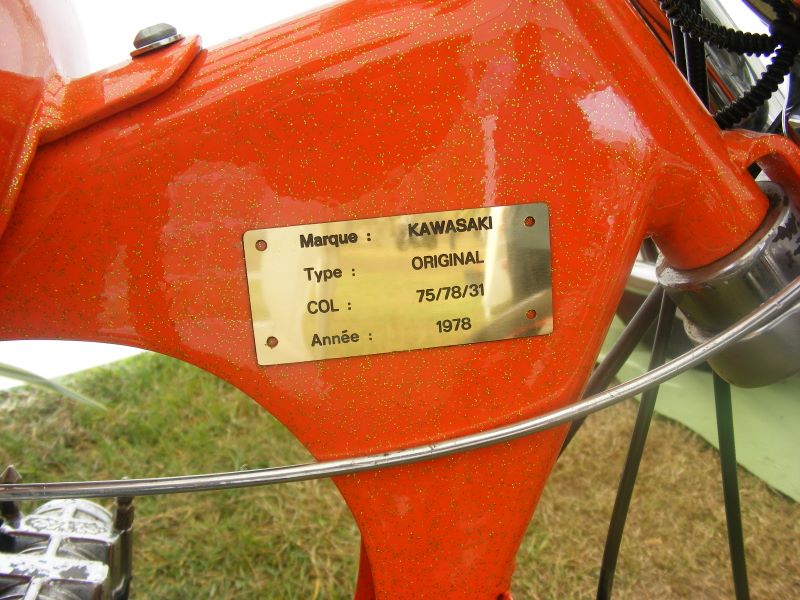 Marque : KAWASAKI
Type : ORIGINAL
COL : 75/78/31
Année : 1978